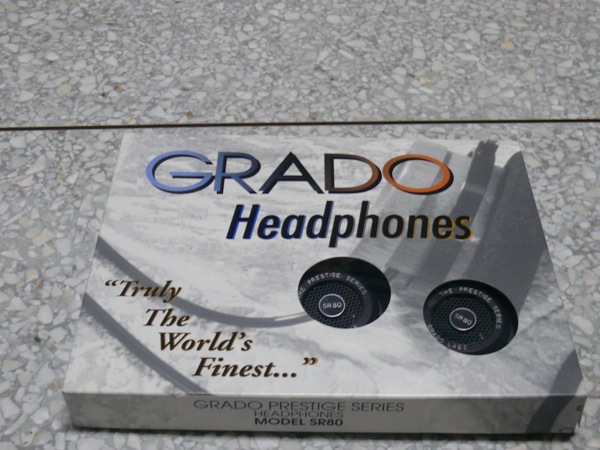 GRADO
Headphones
"Truly
The
World's
Finest..."
PRESTIGE SERIES
SR80
THE PRESTIGE SERIES
SR80
GRADO LABS
GRADO PRESTIGE SERIES
HEADPHONES
MODEL SR80